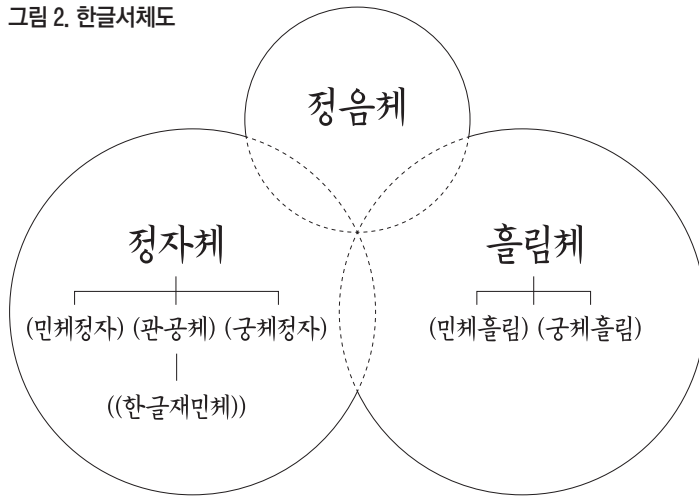 그림 2. 한글서체도
정음체
정자체
흘림체
(민체정자) (관공체) (궁체정자)
(민체흘림) (궁체흘림)
((한글재민체))